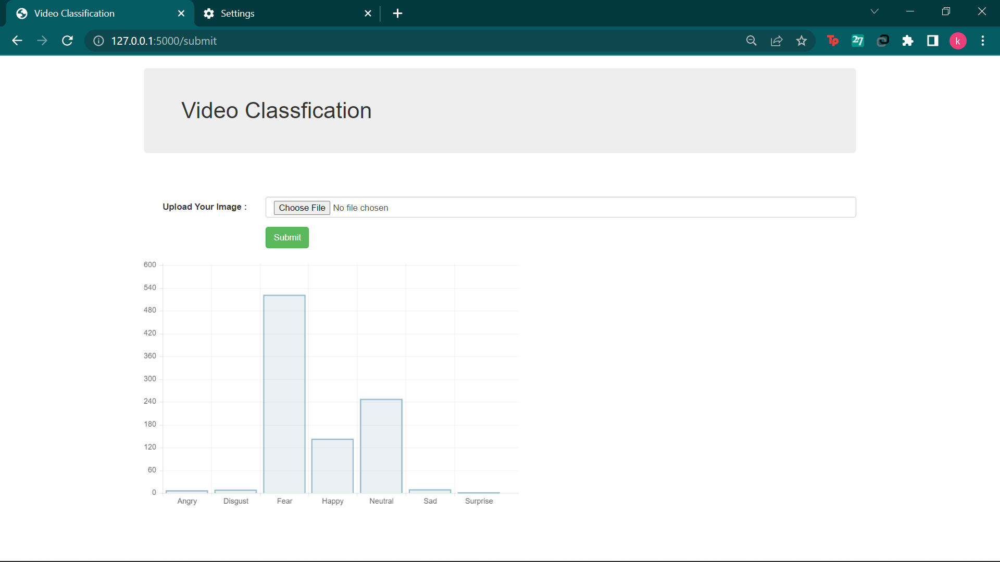 Video Classification
Settings
127.0.0.1:5000/submit
Tp
27
k
Video Classfication
Upload Your Image :
Choose File No file chosen
Submit
600
540
480
420
360
300
240
180
120
60
0
Angry Disgust Fear Happy Neutral Sad Surprise